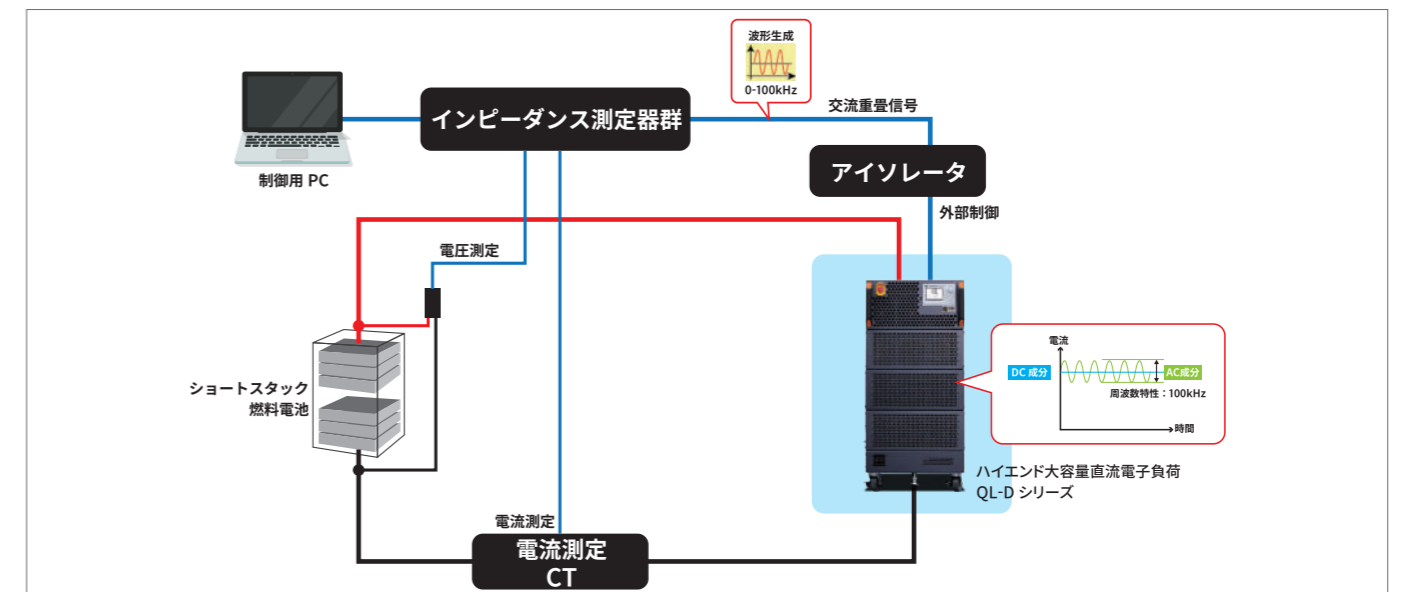 波形生成
0-100kHz
交流重畳信号
インピーダンス測定器群
制御用 PC
アイソレータ
外部制御
電圧測定
電流
DC 成分
AC成分
周波数特性：100kHz
時間
ショートスタック
燃料電池
ハイエンド大容量直流電子負荷
QL-D シリーズ
電流測定
電流測定
CT